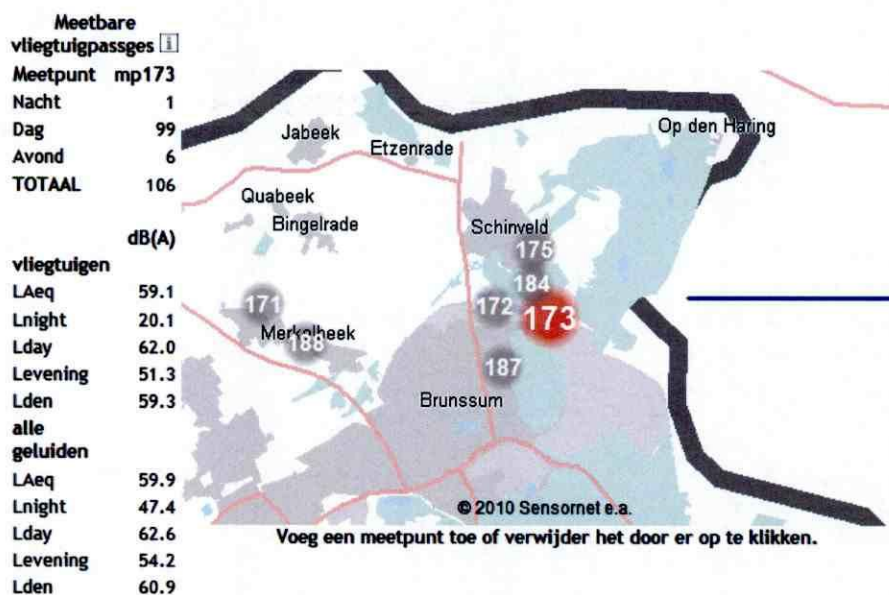 Meetbare
vliegtuigpassges i
Meetpunt mp173
Nacht 1
Dag 99
Avond 6
TOTAAL 106
dB(A)
vliegtuigen
LAeq 59.1
Lnight 20.1
Lday 62.0
Levening 51.3
Lden 59.3
alle
geluiden
LAeq 59.9
Lnight 47.4
Lday 62.6
Levening 54.2
Lden 60.9
Op den Haring
Jabeek
Etzenrade
Quabeek
Bingelrade
Schinveld
175
184
171
172
173
Merkelbeek
188
187
Brunssum
© 2010 Sensornet e.a.
Voeg een meetpunt toe of verwijder het door er op te klikken.